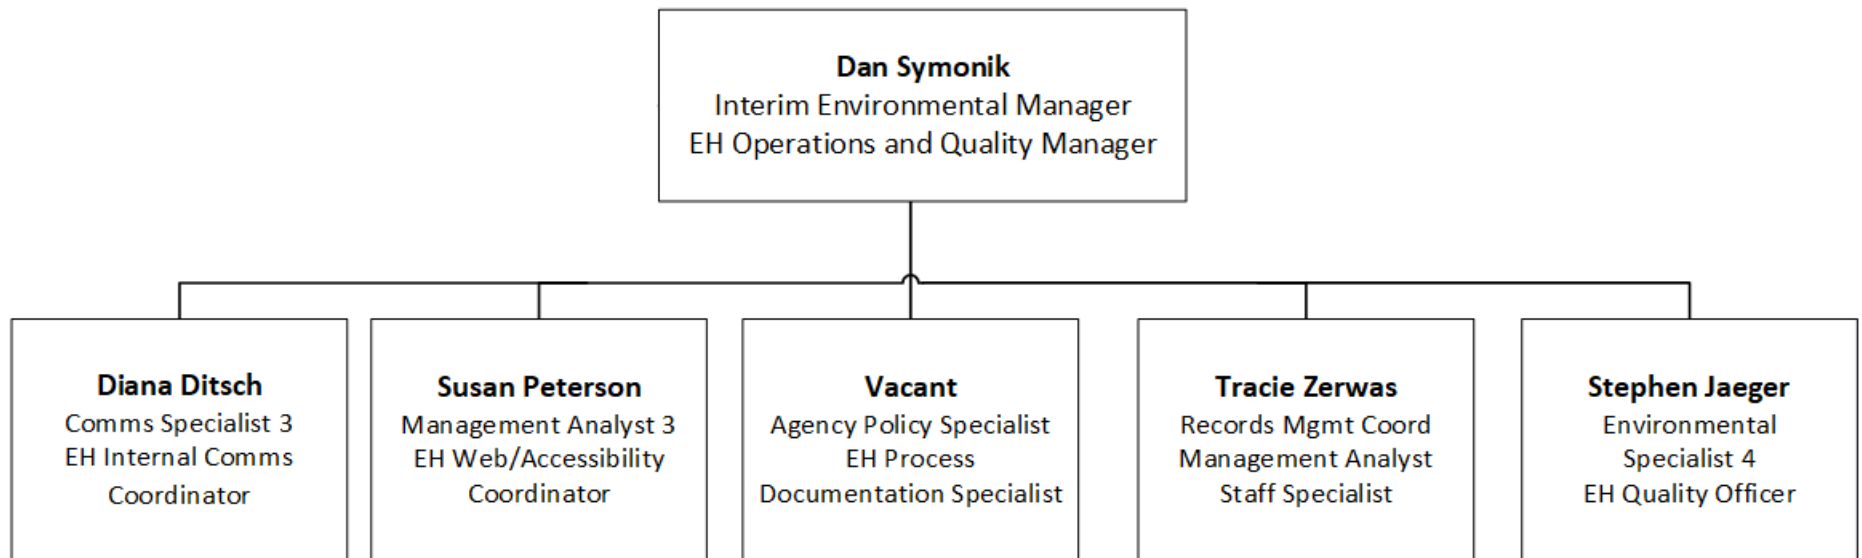 Dan Symonik
Interim Environmental Manager
EH Operations and Quality Manager
Diana Ditsch
Comms Specialist 3
EH Internal Comms
Coordinator
Susan Peterson
Management Analyst 3
EH Web/Accessibility
Coordinator
Vacant
Agency Policy Specialist
EH Process
Documentation Specialist
Tracie Zerwas
Records Mgmt Coord
Management Analyst
Staff Specialist
Stephen Jaeger
Environmental
Specialist 4
EH Quality Officer